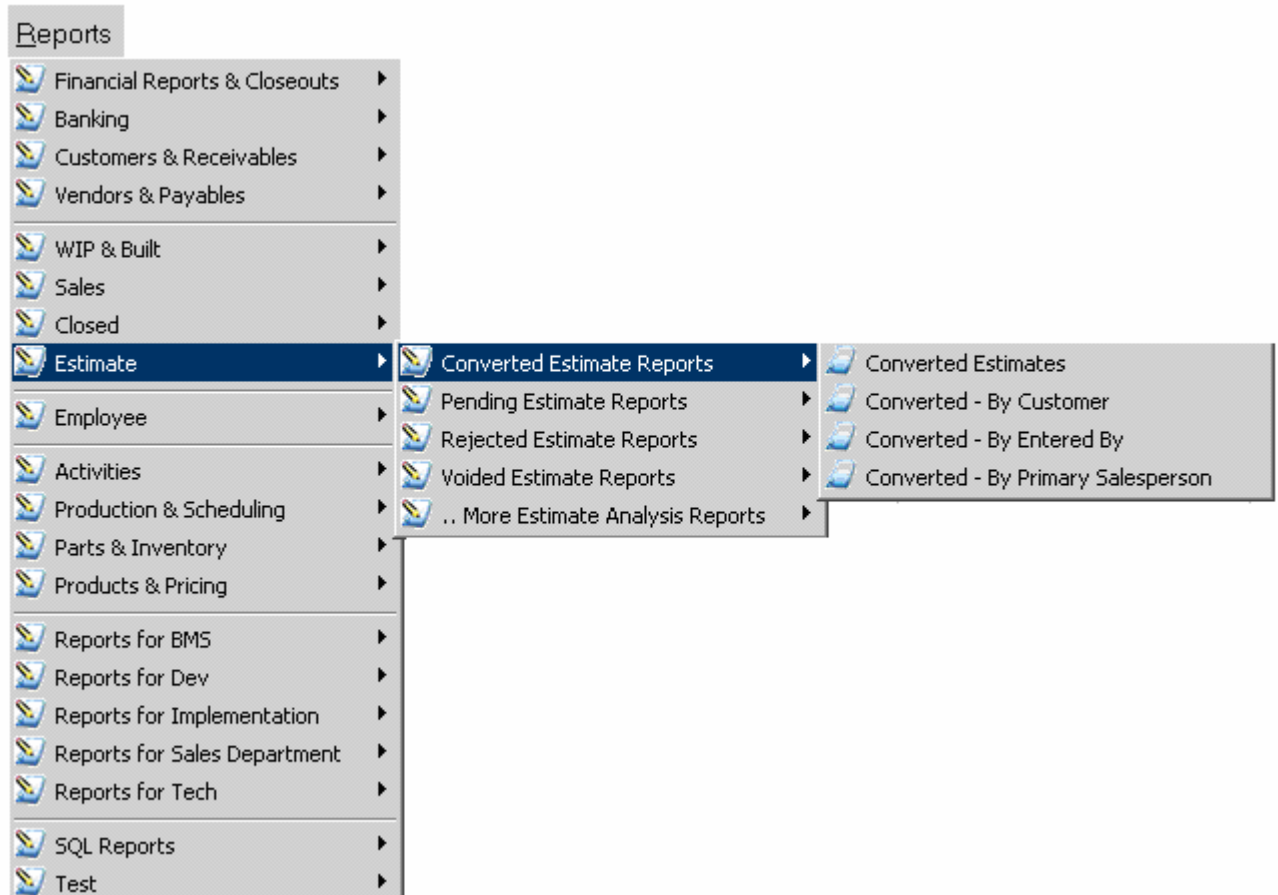 Reports
Financial Reports & Closeouts
Banking
Customers & Receivables
Vendors & Payables
WIP & Built
Sales
Closed
Estimate
Employee
Activities
Production & Scheduling
Parts & Inventory
Products & Pricing
Reports for BMS
Reports for Dev
Reports for Implementation
Reports for Sales Department
Reports for Tech
SQL Reports
Test
Converted Estimate Reports
Pending Estimate Reports
Rejected Estimate Reports
Voided Estimate Reports
.. More Estimate Analysis Reports
Converted Estimates
Converted - By Customer
Converted - By Entered By
Converted - By Primary Salesperson